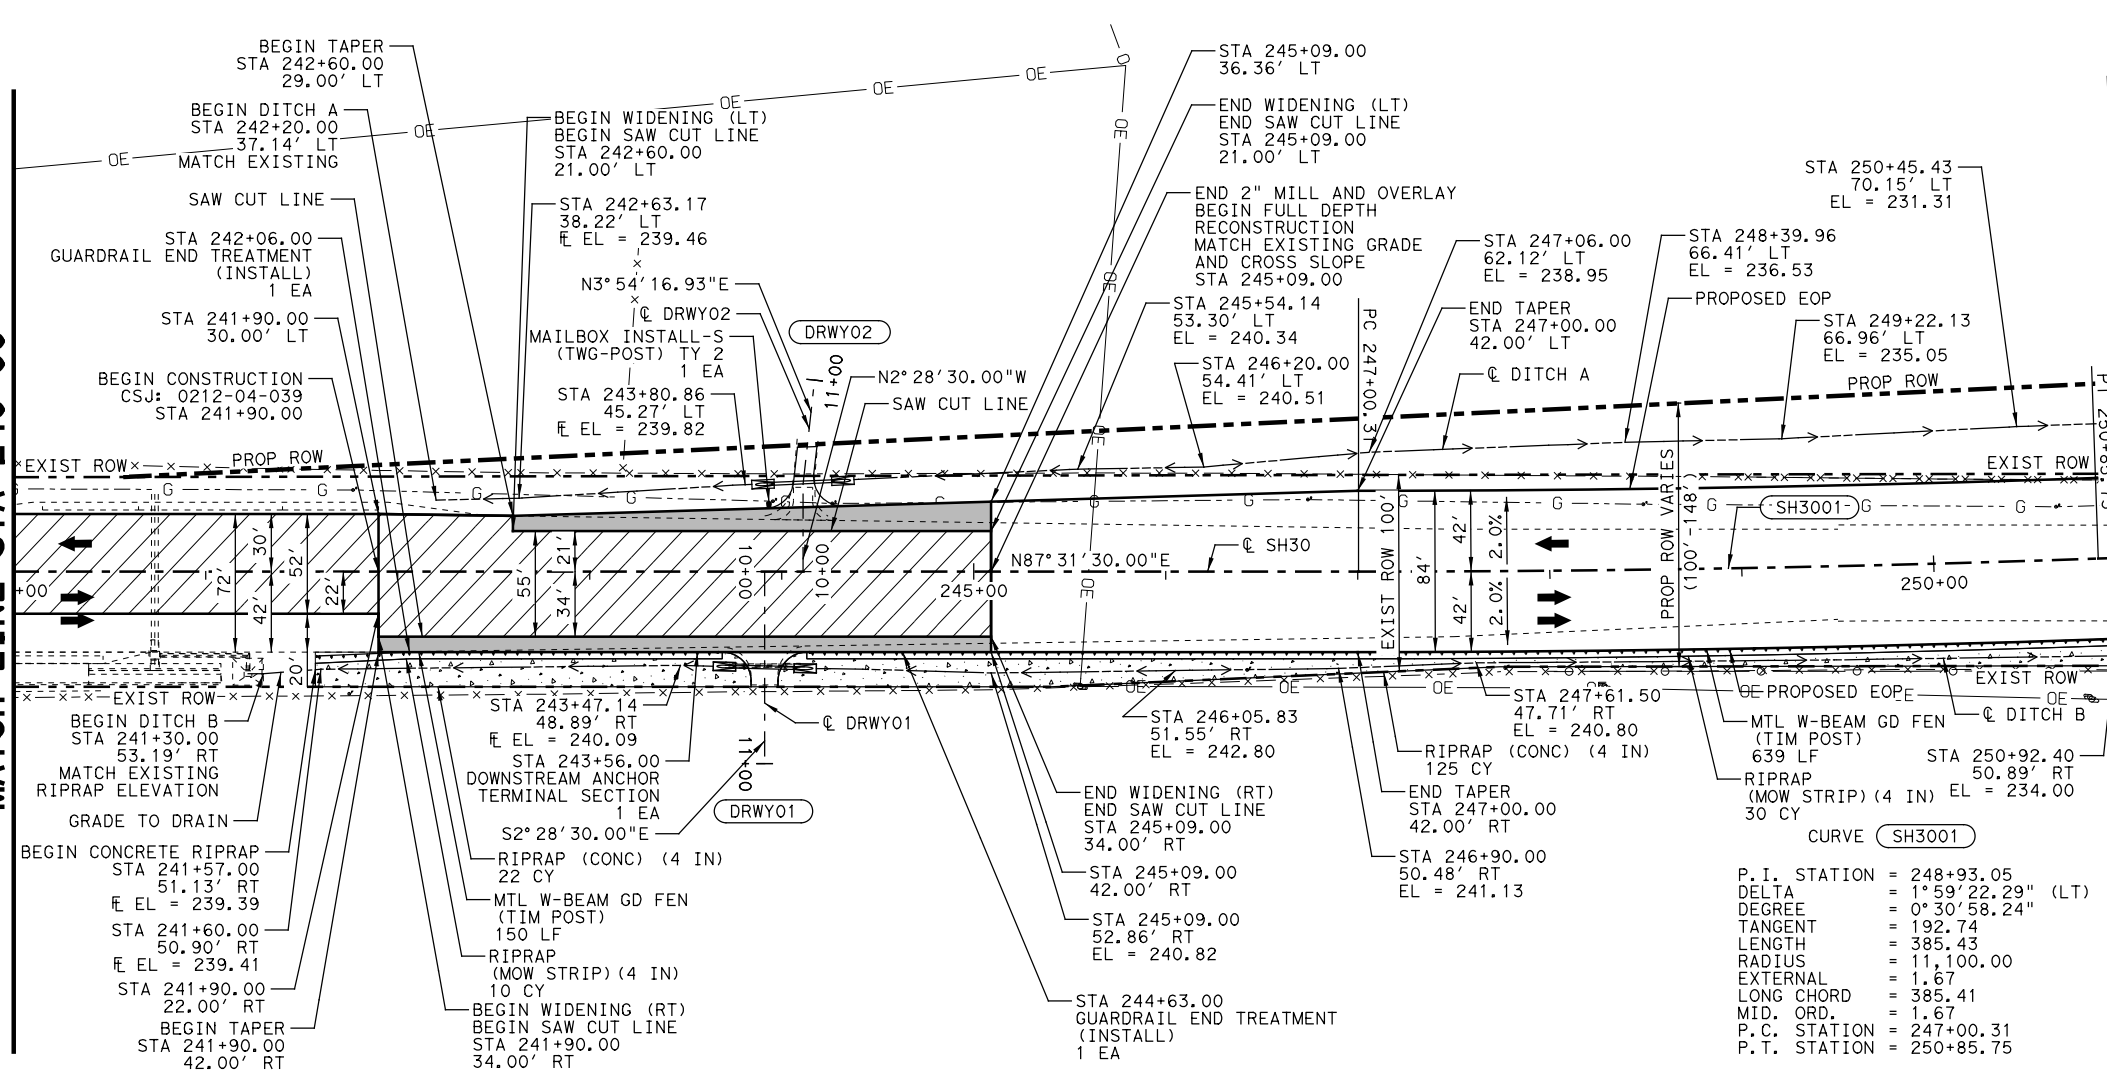 BEGIN TAPER
STA 242+60.00
29.00' LT
BEGIN DITCH A
STA 242+20.00
37.14' LT
MATCH EXISTING
SAW CUT LINE
STA 242+06.00
GUARDRAIL END TREATMENT
(INSTALL)
1 EA
STA 241+90.00
30.00' LT
BEGIN CONSTRUCTION
CSJ: 0212-04-039
STA 241+90.00
BEGIN WIDENING (LT)
BEGIN SAW CUT LINE
STA 242+60.00
21.00' LT
STA 242+63.17
38.22' LT
FL EL = 239.46
N3°54'16.93"E
℄ DRWY02
MAILBOX INSTALL-S
(TWG-POST) TY 2
1 EA
STA 243+80.86
45.27' LT
FL EL = 239.82
DRWY02
11+00
N2°28'30.00"W
SAW CUT LINE
STA 245+09.00
36.36' LT
END WIDENING (LT)
END SAW CUT LINE
STA 245+09.00
21.00' LT
END 2" MILL AND OVERLAY
BEGIN FULL DEPTH
RECONSTRUCTION
MATCH EXISTING GRADE
AND CROSS SLOPE
STA 245+09.00
STA 245+54.14
53.30' LT
EL = 240.34
STA 246+20.00
54.41' LT
EL = 240.51
PC 247+00.31
STA 247+06.00
62.12' LT
EL = 238.95
END TAPER
STA 247+00.00
42.00' LT
℄ DITCH A
STA 248+39.96
66.41' LT
EL = 236.53
PROPOSED EOP
STA 249+22.13
66.96' LT
EL = 235.05
STA 250+45.43
70.15' LT
EL = 231.31
OE OE OE OE OE OE
OE
OE
OE
OE
PROP ROW
EXIST ROW
PROP ROW
EXIST ROW
G G G G G G G G G G G
SH3001
72'
30'
42'
52'
22'
20'
55'
21'
34'
10+00
10+00
245+00
N87°31'30.00"E
℄ SH30
EXIST ROW 100'
84'
42'
42'
2.0%
2.0%
PROP ROW VARIES
(100'-148')
250+00
+00
EXIST ROW
EXIST ROW
OE OE OE OE OE
BEGIN DITCH B
STA 241+30.00
53.19' RT
MATCH EXISTING
RIPRAP ELEVATION
GRADE TO DRAIN
BEGIN CONCRETE RIPRAP
STA 241+57.00
51.13' RT
FL EL = 239.39
STA 241+60.00
50.90' RT
FL EL = 239.41
STA 241+90.00
22.00' RT
BEGIN TAPER
STA 241+90.00
42.00' RT
STA 243+47.14
48.89' RT
FL EL = 240.09
STA 243+56.00
DOWNSTREAM ANCHOR
TERMINAL SECTION
1 EA
S2°28'30.00"E
RIPRAP (CONC) (4 IN)
22 CY
MTL W-BEAM GD FEN
(TIM POST)
150 LF
RIPRAP
(MOW STRIP)(4 IN)
10 CY
BEGIN WIDENING (RT)
BEGIN SAW CUT LINE
STA 241+90.00
34.00' RT
11+00
DRWY01
℄ DRWY01
STA 246+05.83
51.55' RT
EL = 242.80
END WIDENING (RT)
END SAW CUT LINE
STA 245+09.00
34.00' RT
STA 245+09.00
42.00' RT
STA 245+09.00
52.86' RT
EL = 240.82
STA 244+63.00
GUARDRAIL END TREATMENT
(INSTALL)
1 EA
STA 247+61.50
47.71' RT
EL = 240.80
RIPRAP (CONC) (4 IN)
125 CY
END TAPER
STA 247+00.00
42.00' RT
STA 246+90.00
50.48' RT
EL = 241.13
PROPOSED EOP
MTL W-BEAM GD FEN
(TIM POST)
639 LF
RIPRAP
(MOW STRIP)(4 IN)
30 CY
℄ DITCH B
STA 250+92.40
50.89' RT
EL = 234.00
CURVE SH3001
P.I. STATION = 248+93.05
DELTA = 1°59'22.29" (LT)
DEGREE = 0°30'58.24"
TANGENT = 192.74
LENGTH = 385.43
RADIUS = 11,100.00
EXTERNAL = 1.67
LONG CHORD = 385.41
MID. ORD. = 1.67
P.C. STATION = 247+00.31
P.T. STATION = 250+85.75